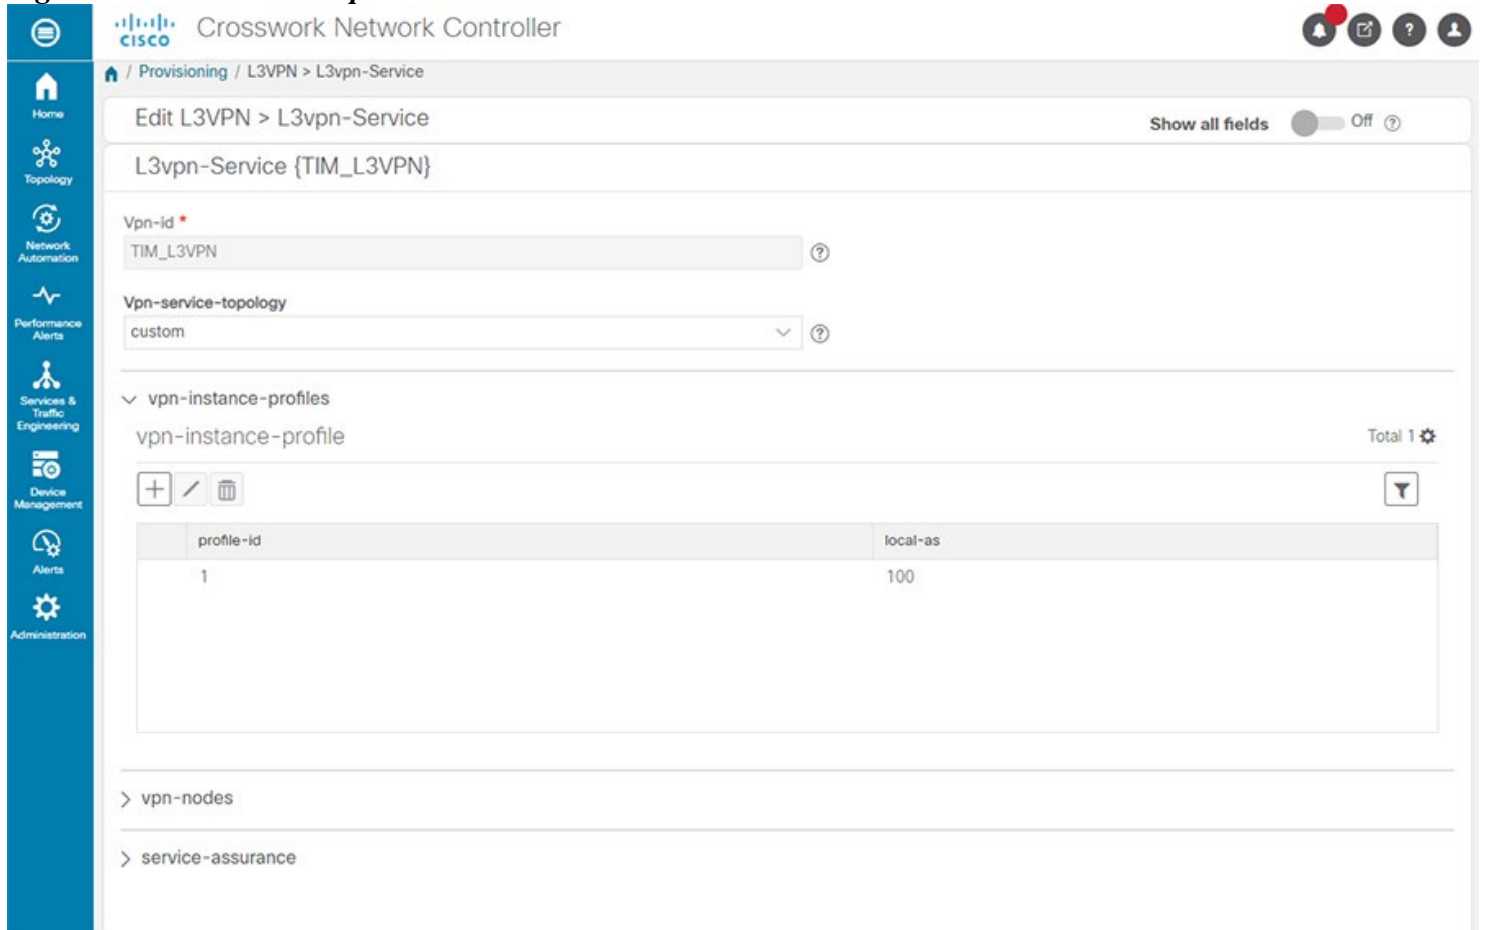 CISCO Crosswork Network Controller
/ Provisioning / L3VPN > L3vpn-Service
Home
Topology
Network
Automation
Performance
Alerts
Services &
Traffic
Engineering
Device
Management
Alerts
Administration
Edit L3VPN > L3vpn-Service
Show all fields Off ?
L3vpn-Service {TIM_L3VPN}
Vpn-id *
TIM_L3VPN ?
Vpn-service-topology
custom ?
vpn-instance-profiles
vpn-instance-profile Total 1
profile-id local-as
1 100
vpn-nodes
service-assurance